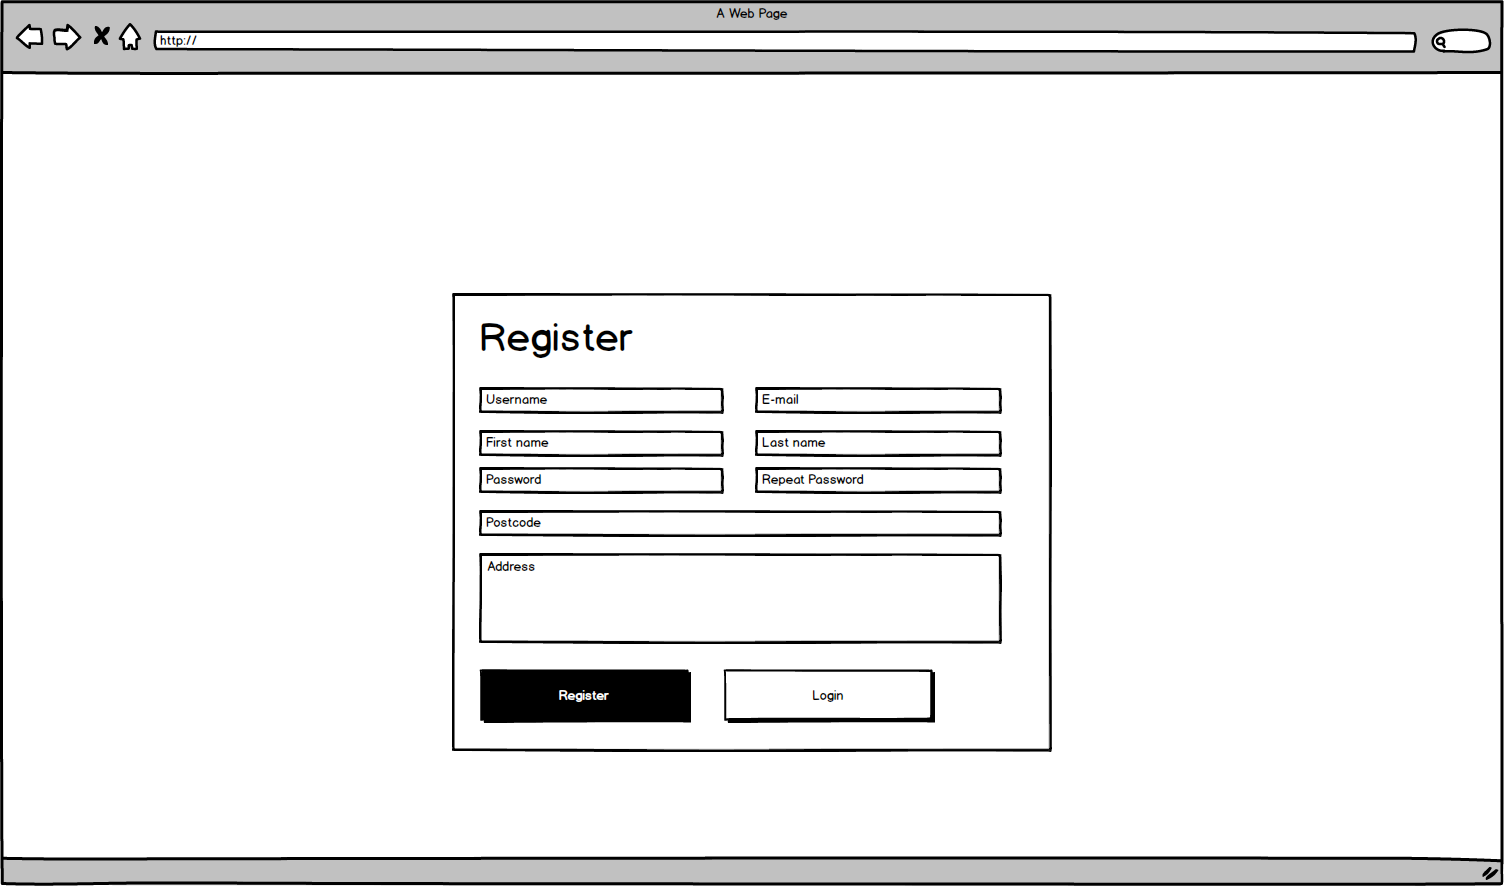 A Web Page
http://
Register
Username
E-mail
First name
Last name
Password
Repeat Password
Postcode
Address
Register
Login